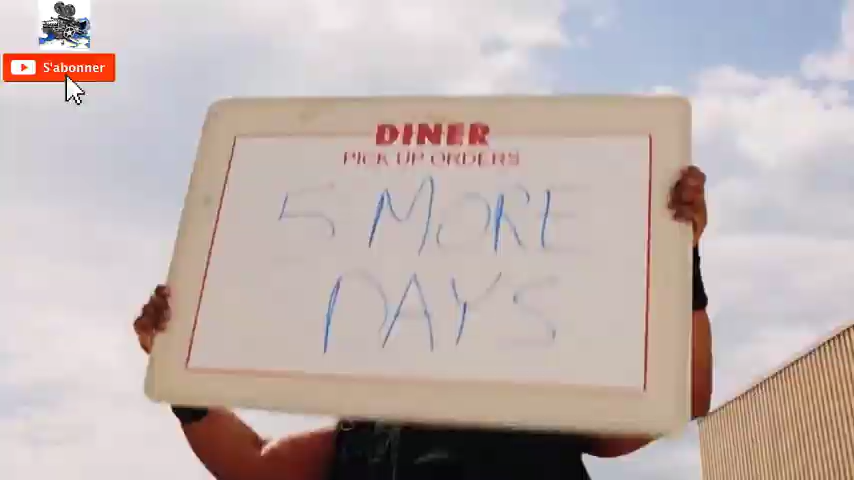 S'abonner
DINER
PICK UP ORDERS
5 MORE
DAYS